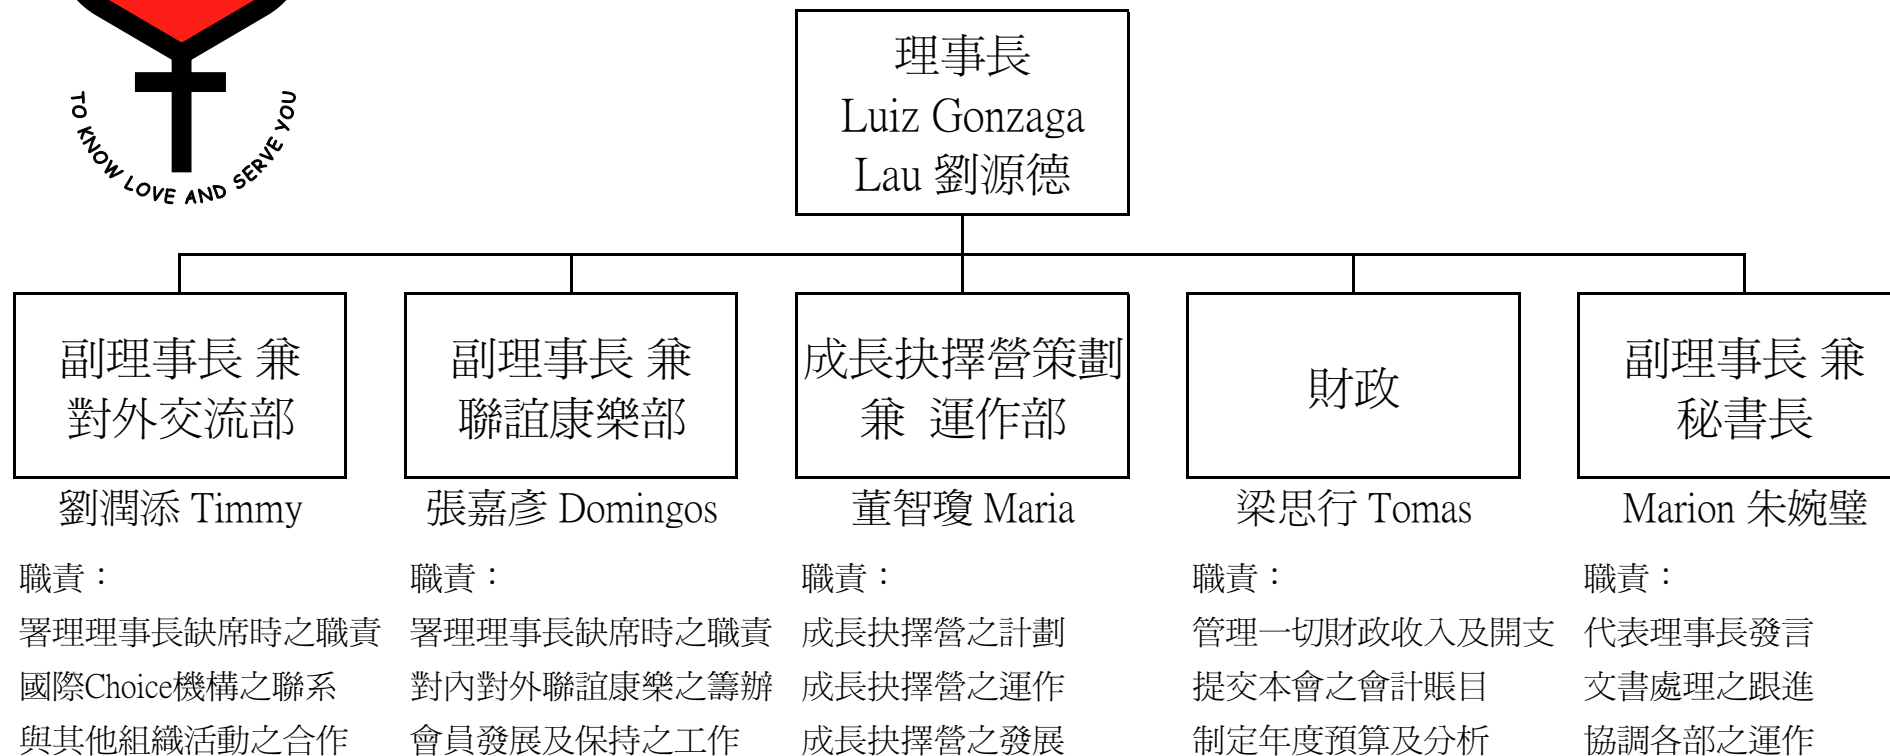 TO KNOW LOVE AND SERVE YOU
理事長
Luiz Gonzaga
Lau 劉源德
副理事長 兼
對外交流部
劉潤添 Timmy
職責：
署理理事長缺席時之職責
國際Choice機構之聯系
與其他組織活動之合作
副理事長 兼
聯誼康樂部
張嘉彥 Domingos
職責：
署理理事長缺席時之職責
對內對外聯誼康樂之籌辦
會員發展及保持之工作
成長抉擇營策劃
兼 運作部
董智瓊 Maria
職責：
成長抉擇營之計劃
成長抉擇營之運作
成長抉擇營之發展
財政
梁思行 Tomas
職責：
管理一切財政收入及開支
提交本會之會計賬目
制定年度預算及分析
副理事長 兼
秘書長
Marion 朱婉璧
職責：
代表理事長發言
文書處理之跟進
協調各部之運作